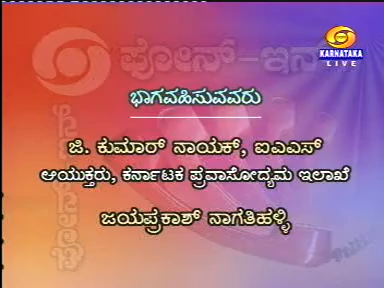 KARNATAKA
LIVE
ಫೋನ್-ಇನ್
ಭಾಗವಹಿಸುವವರು
ಜಿ. ಕುಮಾರ್ ನಾಯಕ್, ಐಎಎಸ್
ಆಯುಕ್ತರು, ಕರ್ನಾಟಕ ಪ್ರವಾಸೋದ್ಯಮ ಇಲಾಖೆ
ಜಯಪ್ರಕಾಶ್ ನಾಗತಿಹಳ್ಳಿ